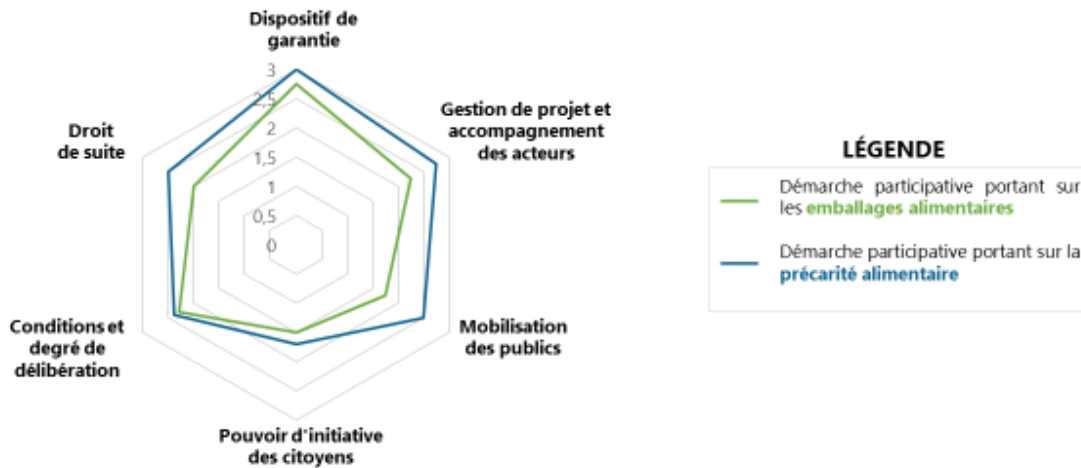 Dispositif de
garantie
3
2,5
2
1,5
1
0,5
0
Gestion de projet et
accompagnement
des acteurs
Mobilisation
des publics
Pouvoir d'initiative
des citoyens
Conditions et
degré de
délibération
Droit
de suite
LÉGENDE
Démarche participative portant sur
les emballages alimentaires
Démarche participative portant sur la
précarité alimentaire